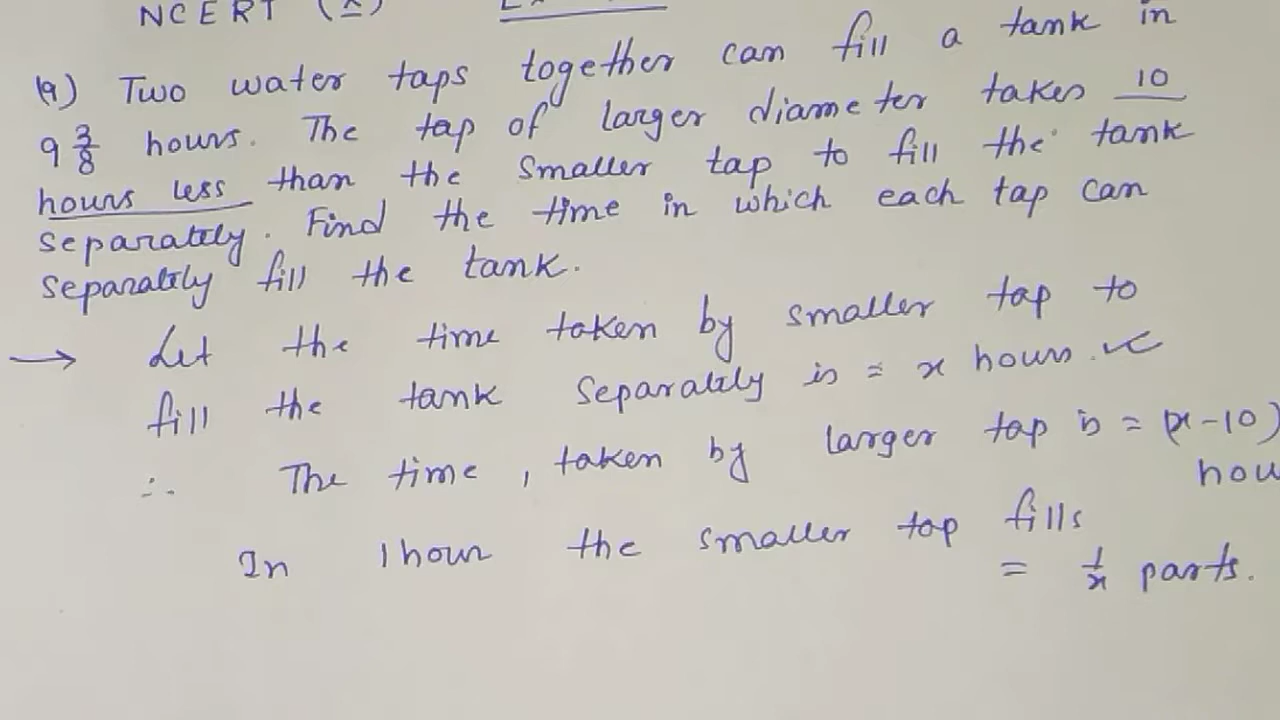 NCERT (X)
(9) Two water taps together can fill a tank in
9 3/8 hours. The tap of larger diameter takes 10
hours less than the smaller tap to fill the tank
separately. Find the time in which each tap can
separately fill the tank.
→ Let the time taken by smaller tap to
fill the tank separately is = x hours.
∴ The time, taken by larger tap is = (x-10)
hou
In 1 hour the smaller tap fills
= 1/x parts.